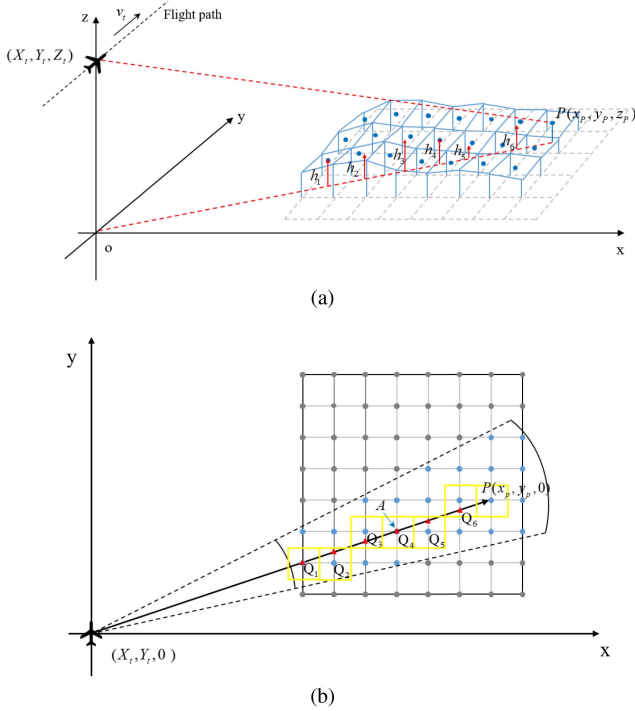 z
v_t
Flight path
(X_t, Y_t, Z_t)
y
P(x_P, y_P, z_P)
h_1
h_2
h_3
h_4
h_5
h_6
o
x
(a)
y
A
P(x_p, y_p, 0)
Q_1
Q_2
Q_3
Q_4
Q_5
Q_6
(X_t, Y_t, 0)
x
(b)